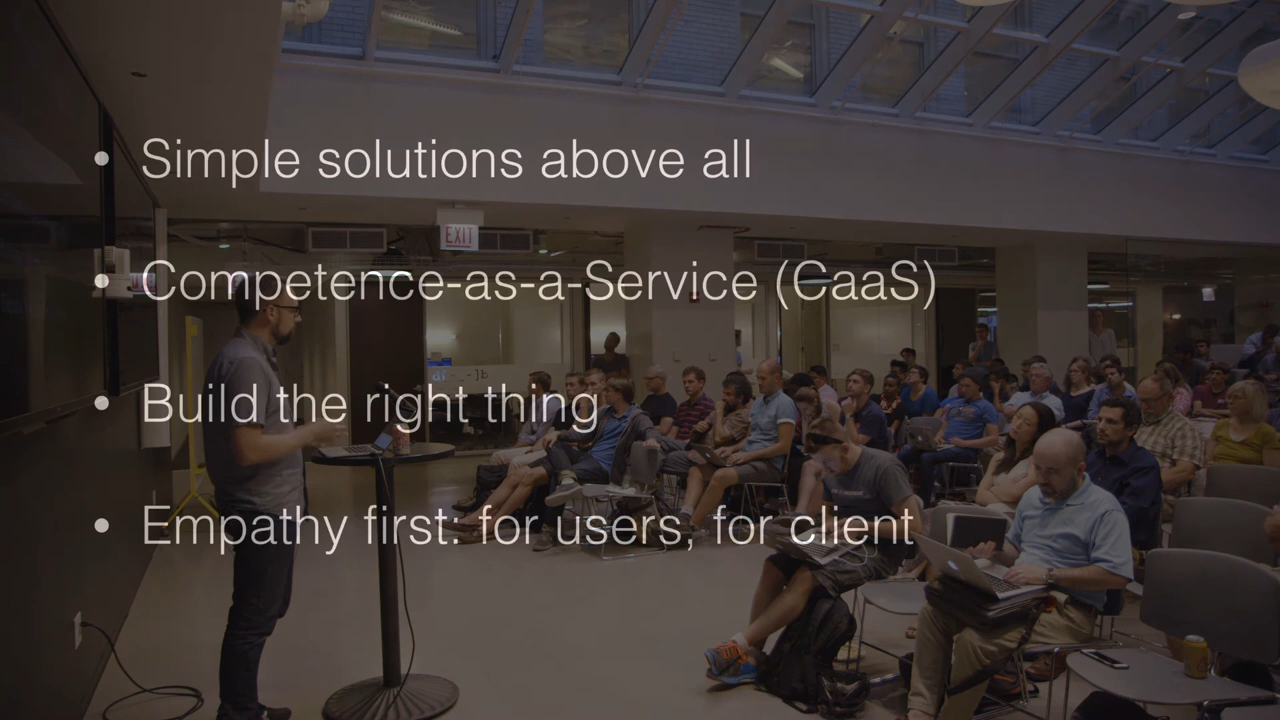 Simple solutions above all
EXIT
Competence-as-a-Service (CaaS)
Build the right thing
Empathy first: for users, for client